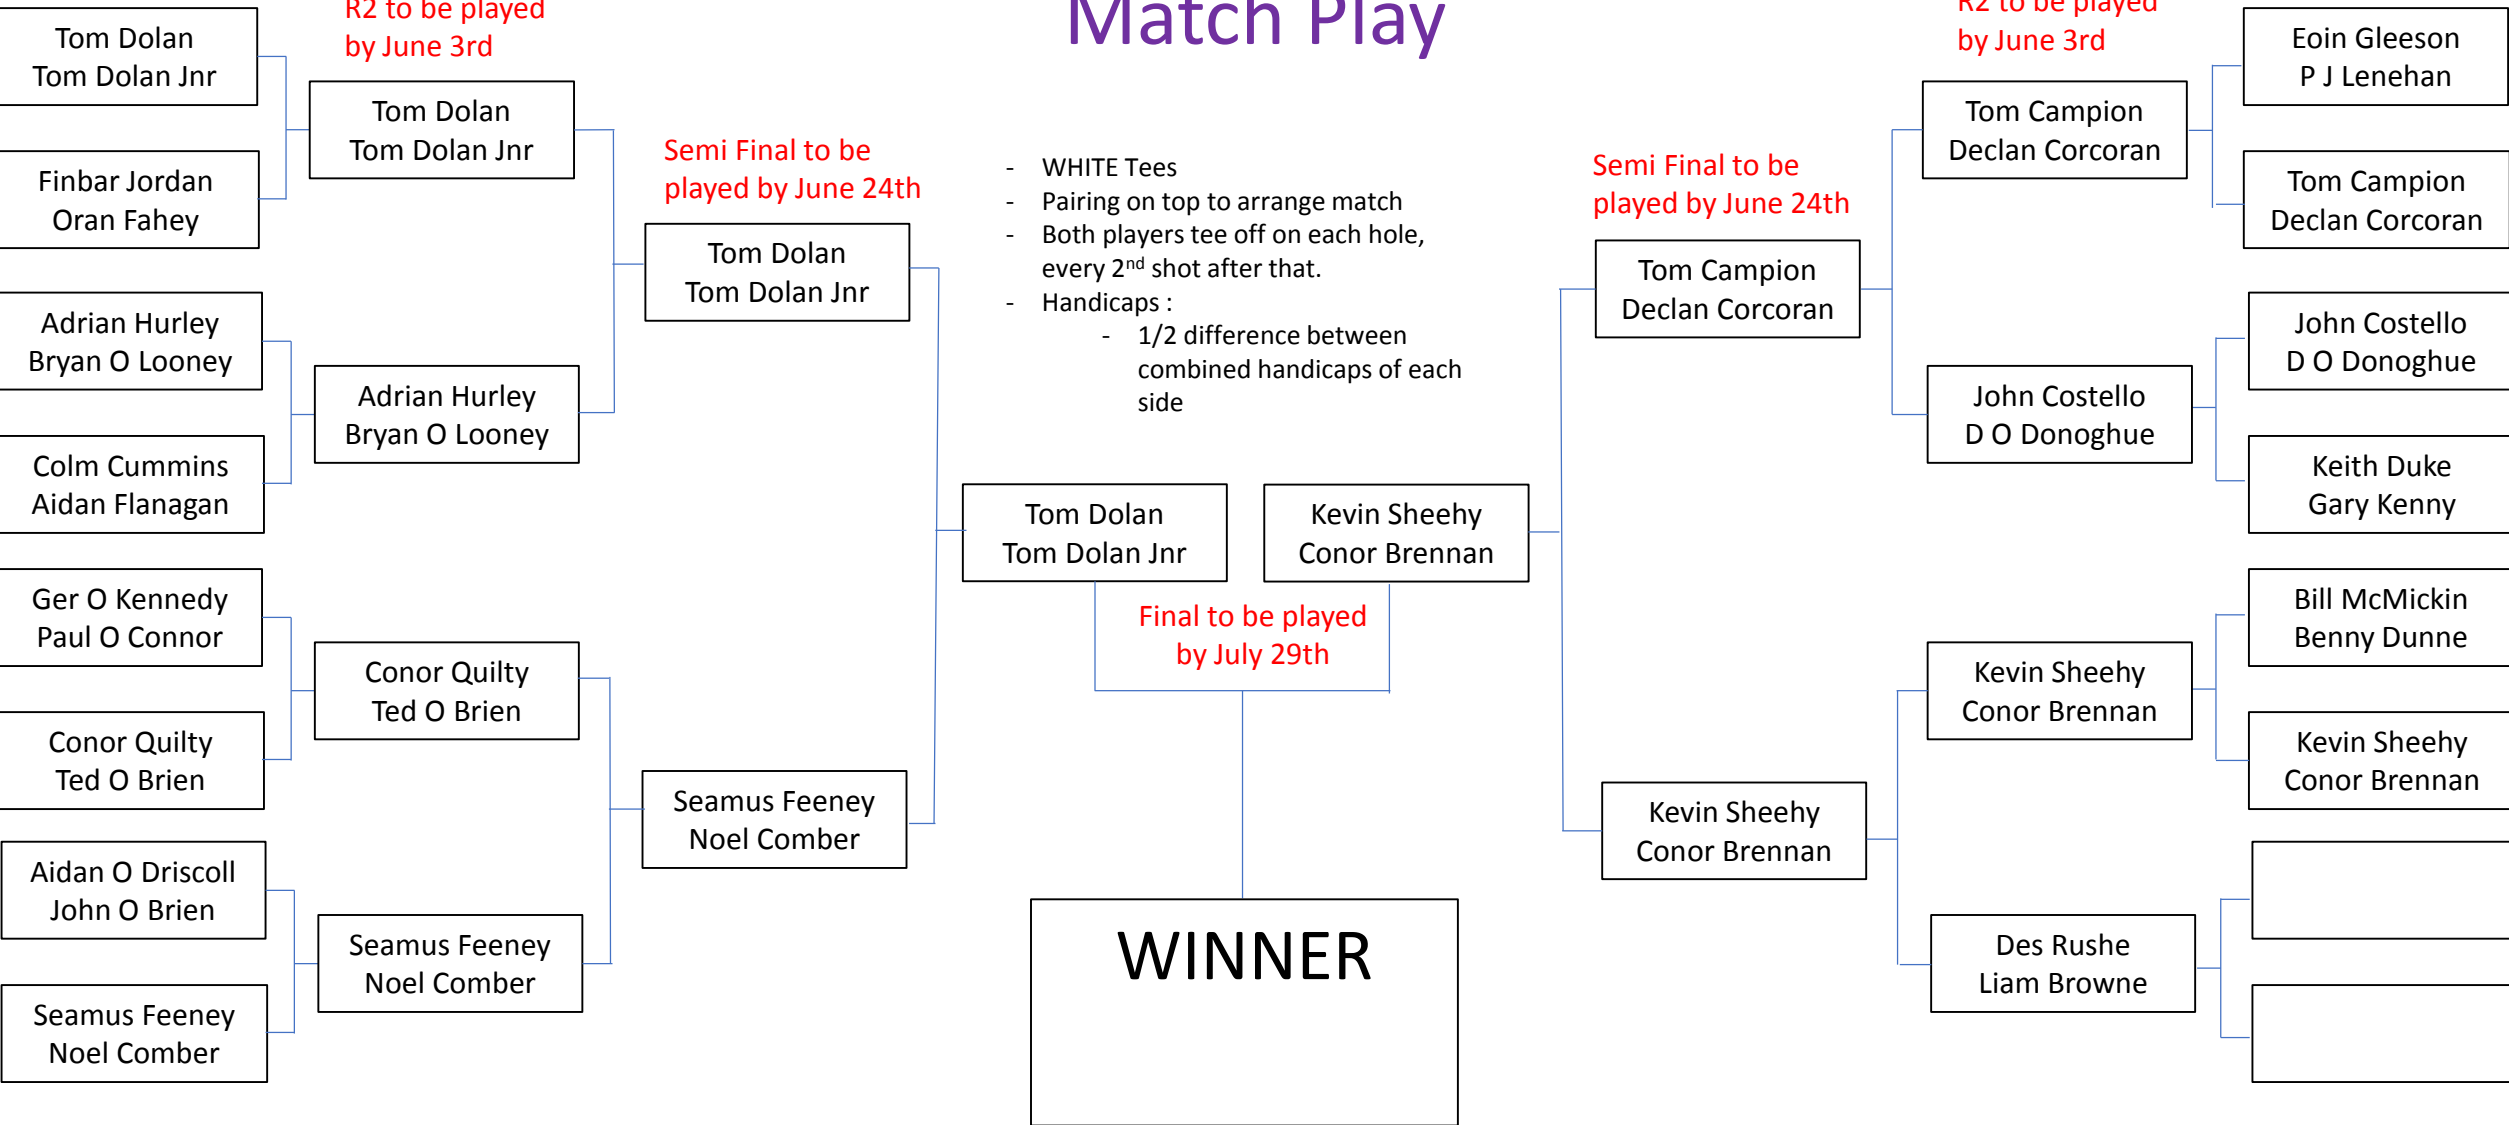 Match Play
R2 to be played
by June 3rd
R2 to be played
by June 3rd
Tom Dolan
Tom Dolan Jnr
Finbar Jordan
Oran Fahey
Adrian Hurley
Bryan O Looney
Colm Cummins
Aidan Flanagan
Ger O Kennedy
Paul O Connor
Conor Quilty
Ted O Brien
Aidan O Driscoll
John O Brien
Seamus Feeney
Noel Comber
Tom Dolan
Tom Dolan Jnr
Adrian Hurley
Bryan O Looney
Conor Quilty
Ted O Brien
Seamus Feeney
Noel Comber
Semi Final to be
played by June 24th
Tom Dolan
Tom Dolan Jnr
Seamus Feeney
Noel Comber
- WHITE Tees
- Pairing on top to arrange match
- Both players tee off on each hole,
every 2nd shot after that.
- Handicaps :
- 1/2 difference between
combined handicaps of each
side
Tom Dolan
Tom Dolan Jnr
Kevin Sheehy
Conor Brennan
Final to be played
by July 29th
WINNER
Semi Final to be
played by June 24th
Tom Campion
Declan Corcoran
Kevin Sheehy
Conor Brennan
Tom Campion
Declan Corcoran
John Costello
D O Donoghue
Kevin Sheehy
Conor Brennan
Des Rushe
Liam Browne
Eoin Gleeson
P J Lenehan
Tom Campion
Declan Corcoran
John Costello
D O Donoghue
Keith Duke
Gary Kenny
Bill McMickin
Benny Dunne
Kevin Sheehy
Conor Brennan